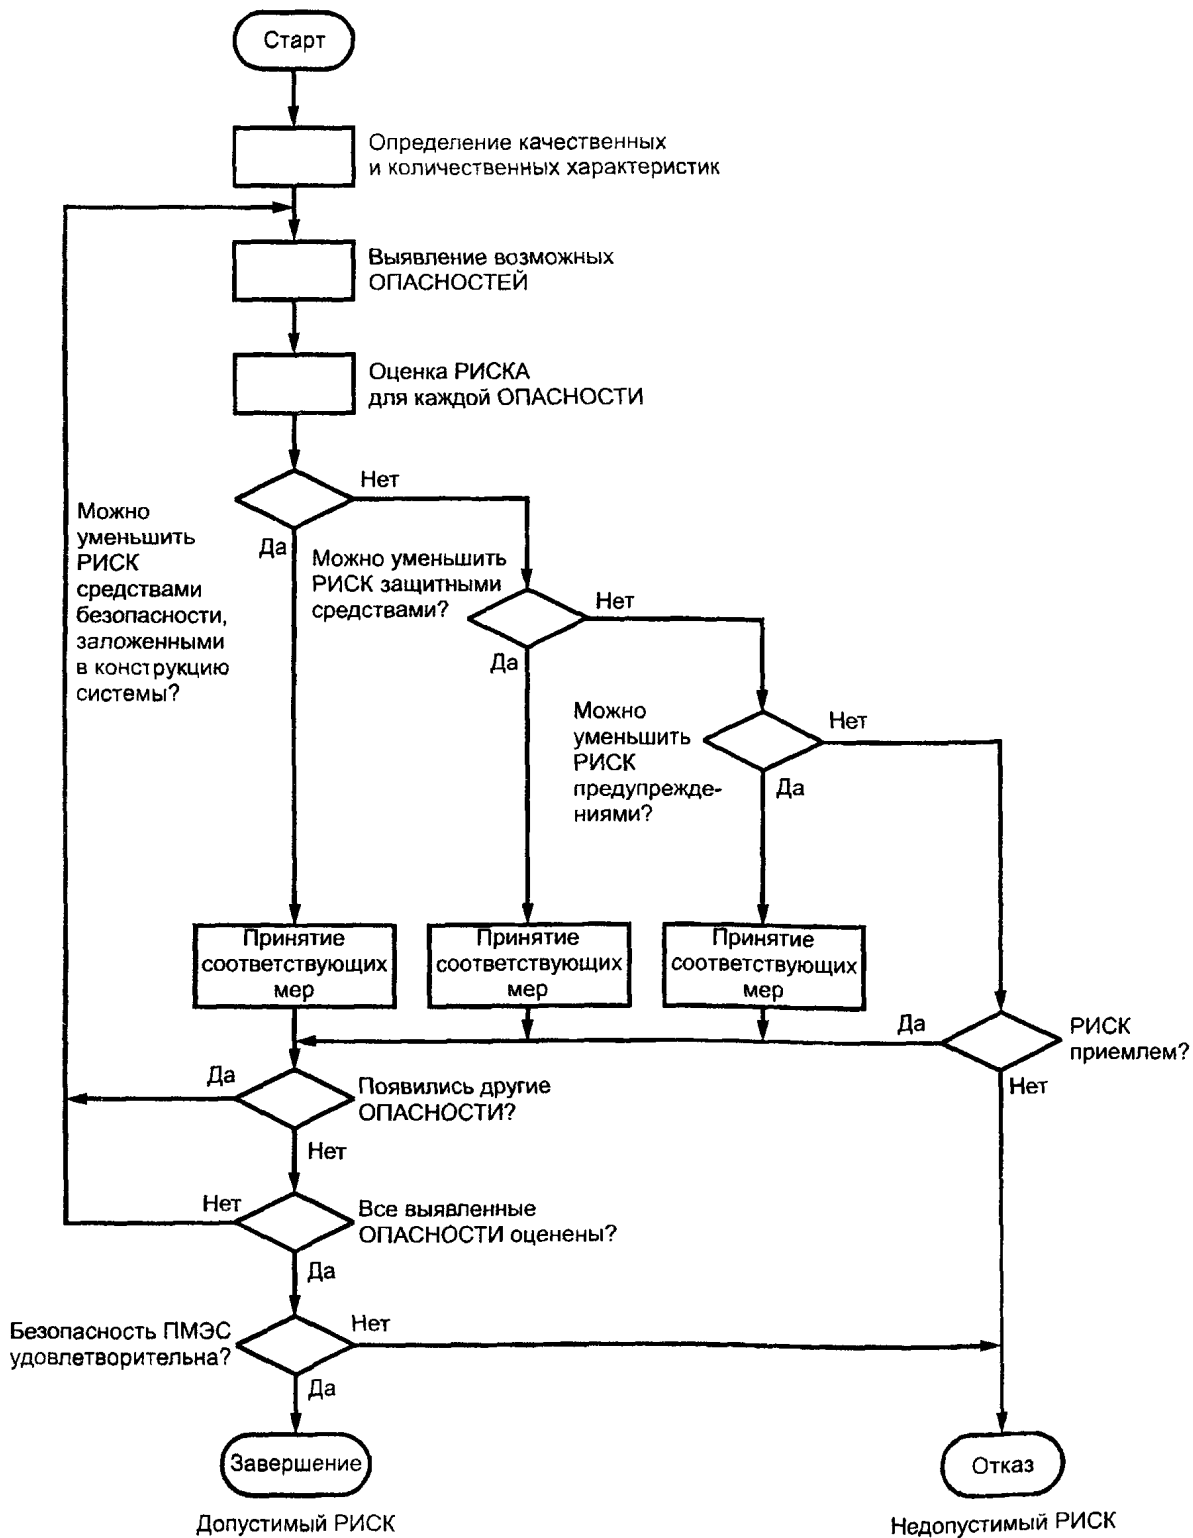 Старт
Определение качественных
и количественных характеристик
Выявление возможных
ОПАСНОСТЕЙ
Оценка РИСКА
для каждой ОПАСНОСТИ
Нет
Да
Можно
уменьшить
РИСК
средствами
безопасности,
заложенными
в конструкцию
системы?
Можно уменьшить
РИСК защитными
средствами?
Нет
Да
Можно
уменьшить
РИСК
предупрежде-
ниями?
Нет
Да
Принятие
соответствующих
мер
Принятие
соответствующих
мер
Принятие
соответствующих
мер
Да
РИСК
приемлем?
Нет
Да
Появились другие
ОПАСНОСТИ?
Нет
Нет
Все выявленные
ОПАСНОСТИ оценены?
Да
Безопасность ПМЭС
удовлетворительна?
Нет
Да
Завершение
Отказ
Допустимый РИСК
Недопустимый РИСК